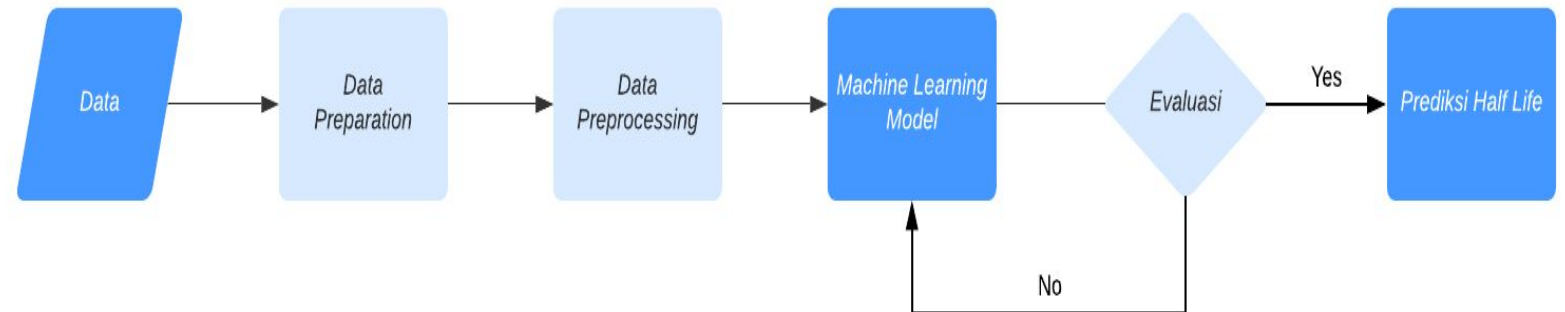 Data
Data
Preparation
Data
Preprocessing
Machine Learning
Model
Evaluasi
Yes
Prediksi Half Life
No